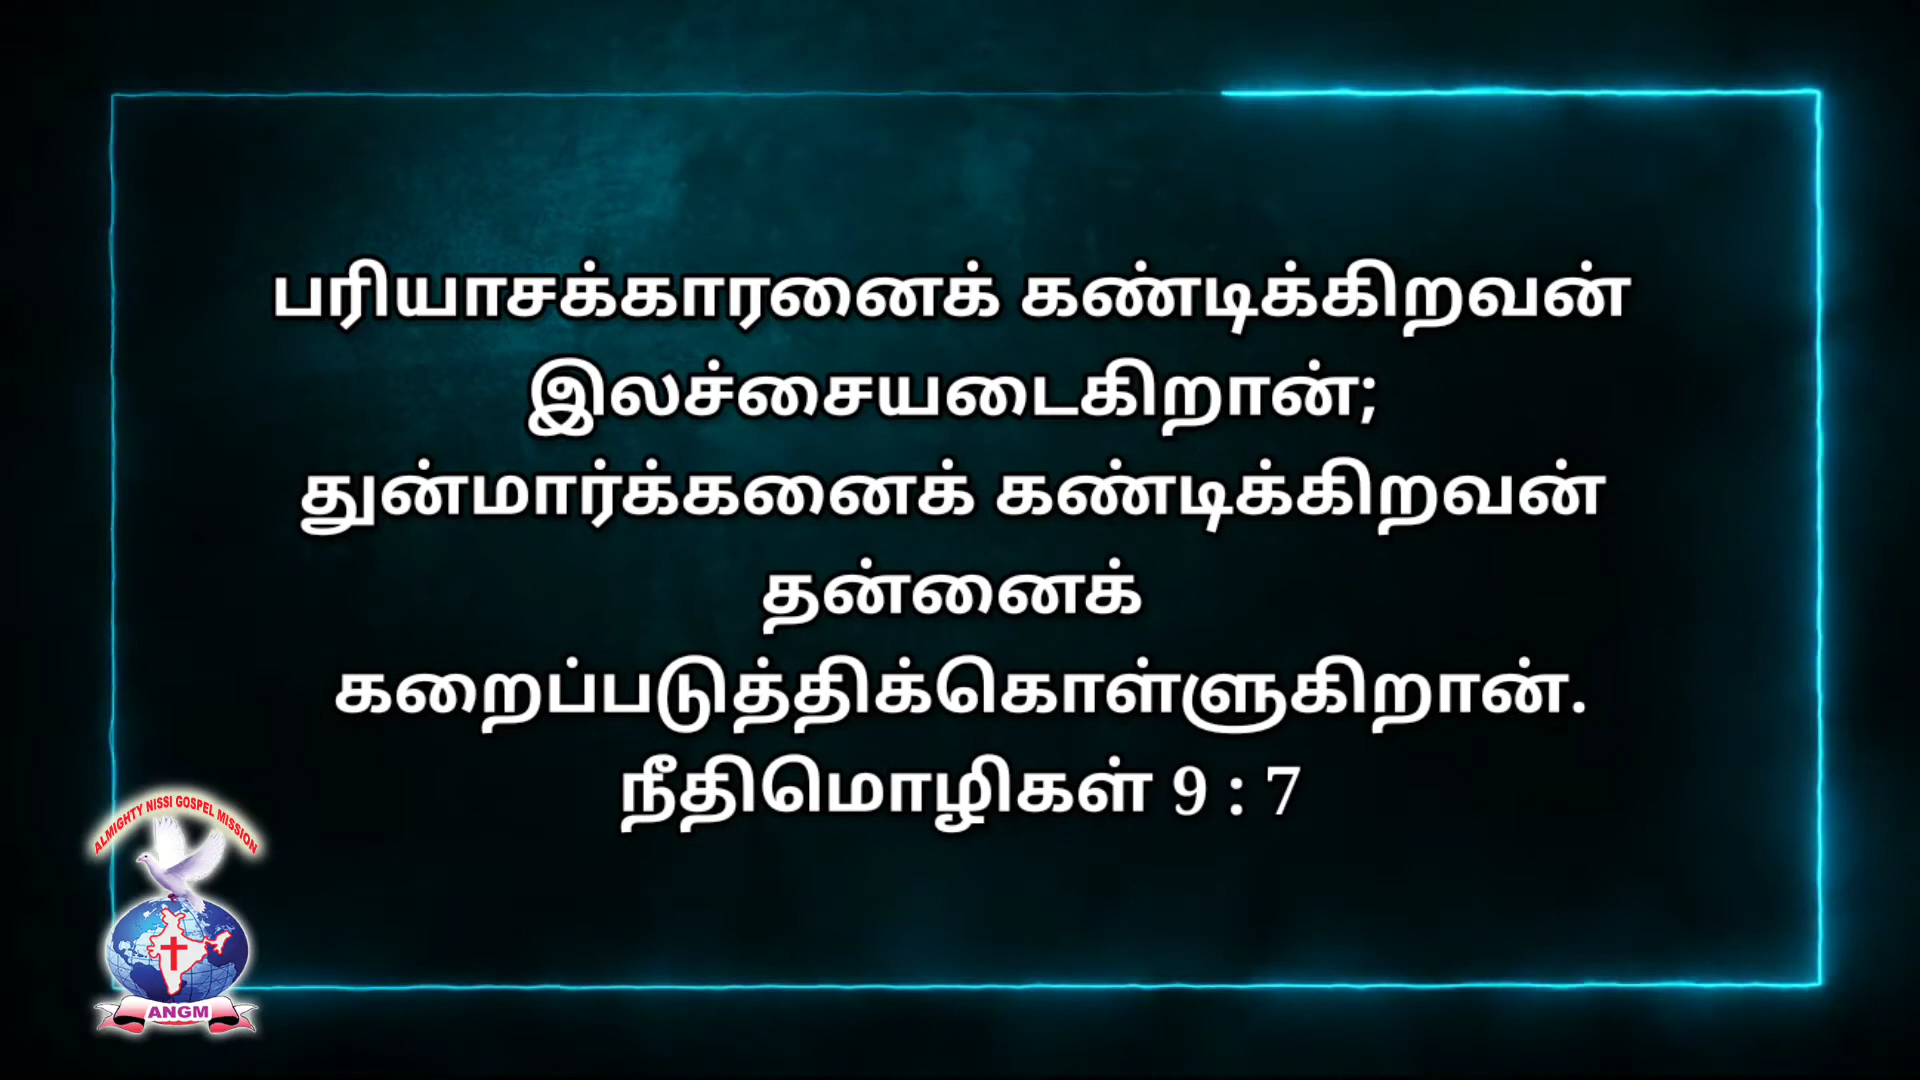 பரியாசக்காரனைக் கண்டிக்கிறவன்
இலச்சையடைகிறான்;
துன்மார்க்கனைக் கண்டிக்கிறவன்
தன்னைக்
கறைப்படுத்திக்கொள்ளுகிறான்.
நீதிமொழிகள் 9 : 7
ALMIGHTY NISSI GOSPEL MISSION
ANGM